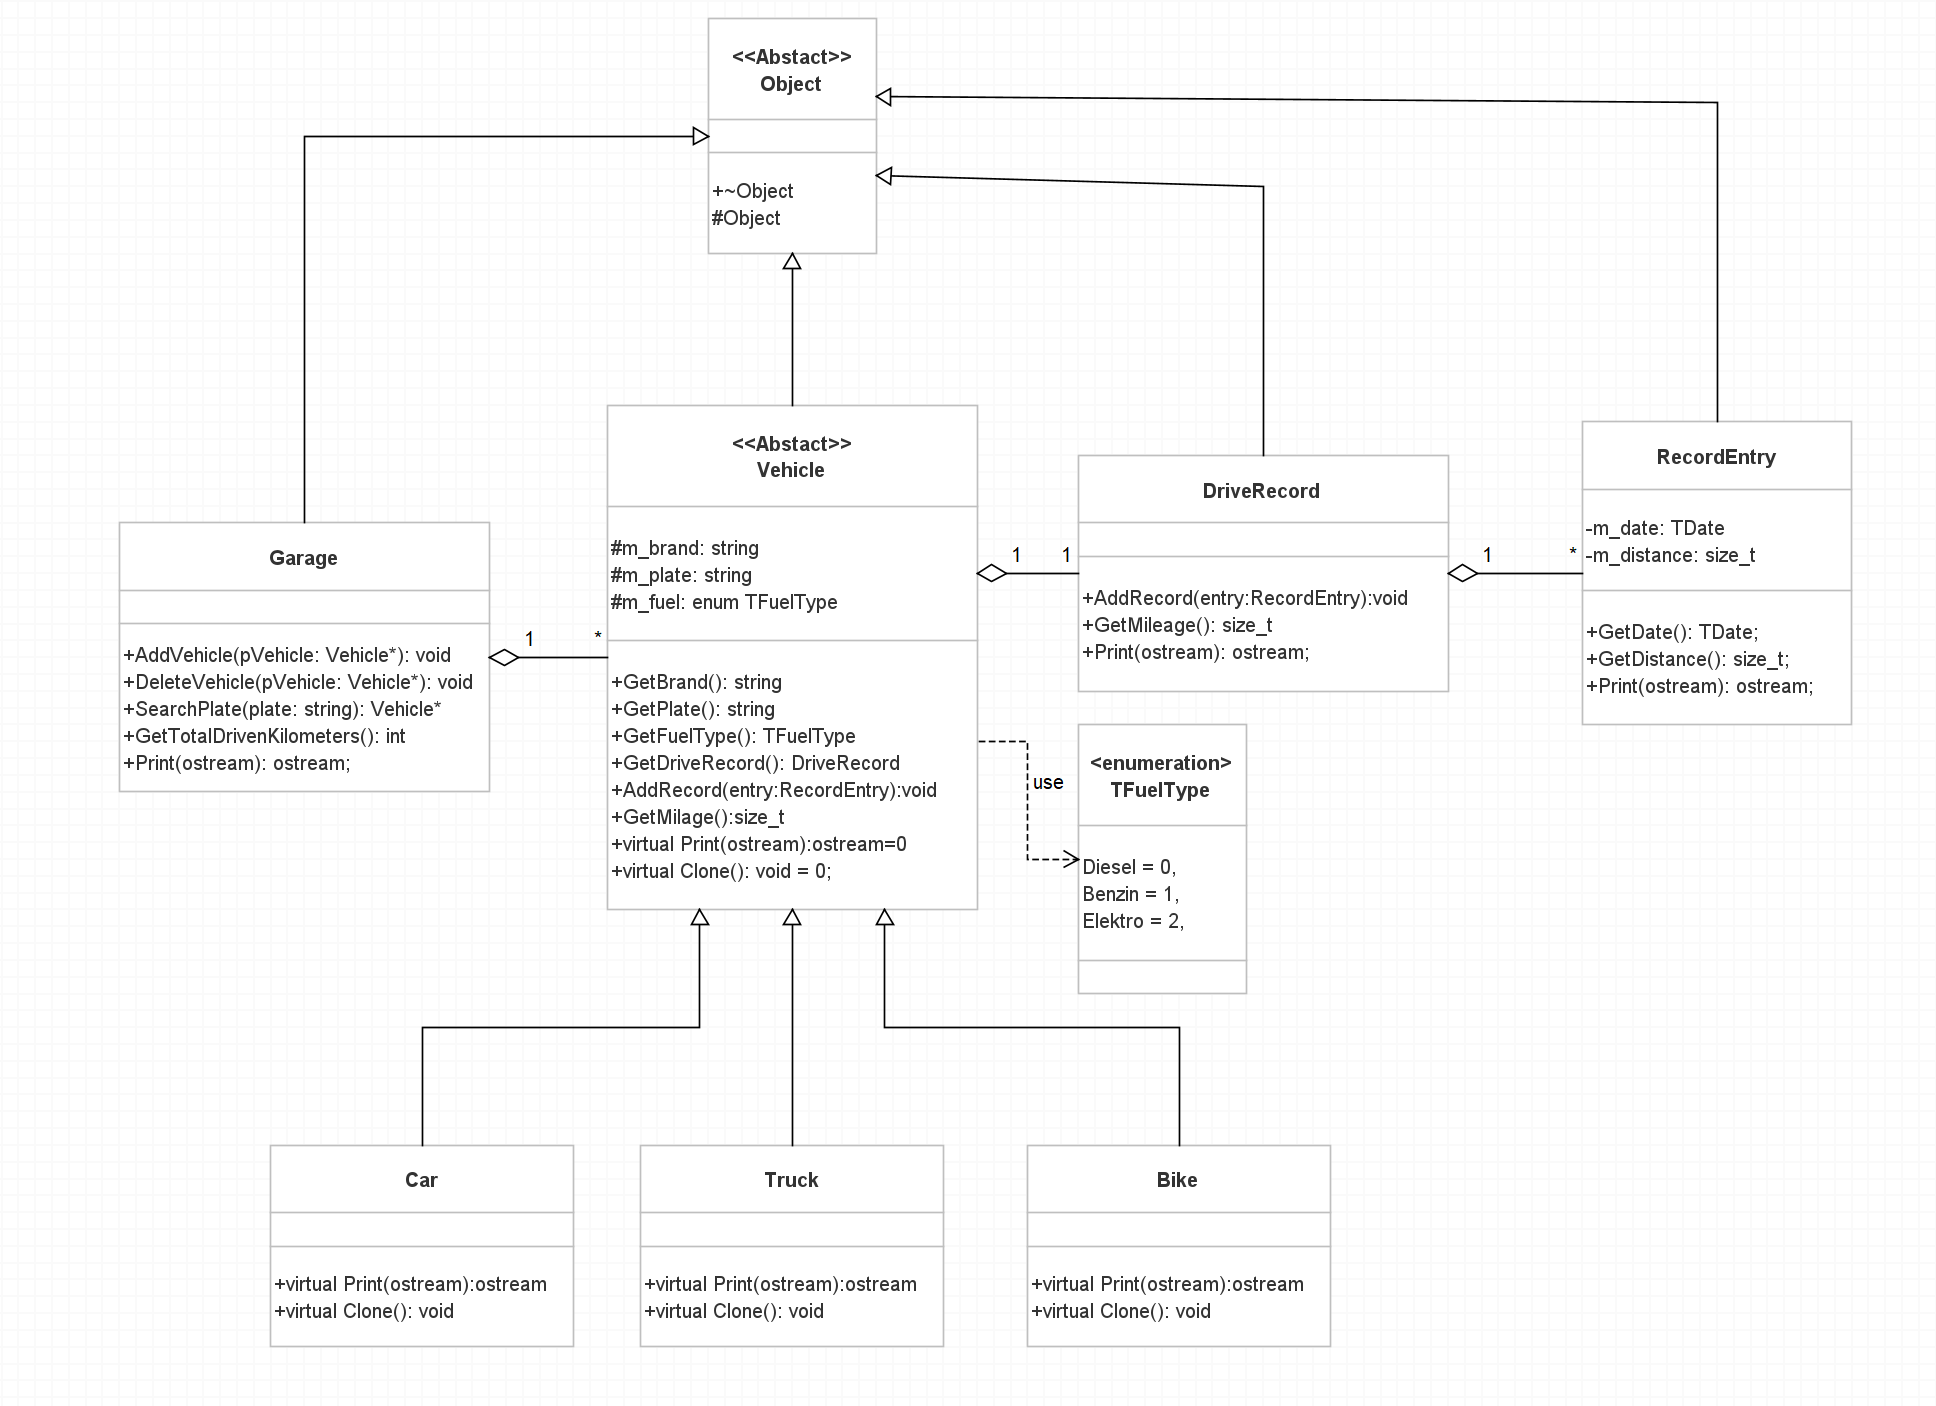 <<Abstact>>
Object
+~Object
#Object
<<Abstact>>
Vehicle
#m_brand: string
#m_plate: string
#m_fuel: enum TFuelType
+GetBrand(): string
+GetPlate(): string
+GetFuelType(): TFuelType
+GetDriveRecord(): DriveRecord
+AddRecord(entry:RecordEntry):void
+GetMilage():size_t
+virtual Print(ostream):ostream=0
+virtual Clone(): void = 0;
Garage
+AddVehicle(pVehicle: Vehicle*): void
+DeleteVehicle(pVehicle: Vehicle*): void
+SearchPlate(plate: string): Vehicle*
+GetTotalDrivenKilometers(): int
+Print(ostream): ostream;
1
*
1
1
DriveRecord
+AddRecord(entry:RecordEntry):void
+GetMileage(): size_t
+Print(ostream): ostream;
1
*
RecordEntry
-m_date: TDate
-m_distance: size_t
+GetDate(): TDate;
+GetDistance(): size_t;
+Print(ostream): ostream;
use
<enumeration>
TFuelType
Diesel = 0,
Benzin = 1,
Elektro = 2,
Car
+virtual Print(ostream):ostream
+virtual Clone(): void
Truck
+virtual Print(ostream):ostream
+virtual Clone(): void
Bike
+virtual Print(ostream):ostream
+virtual Clone(): void